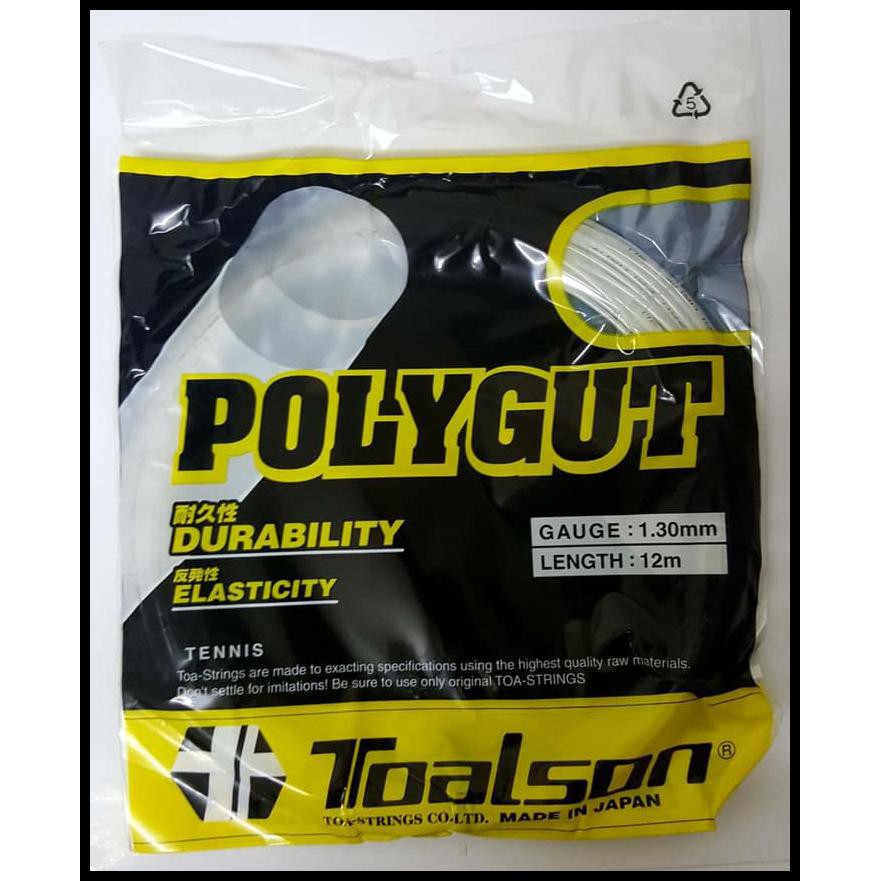 5
POLYGUT
耐久性
DURABILITY
反発性
ELASTICITY
GAUGE : 1.30mm
LENGTH : 12m
TENNIS
Toa-Strings are made to exacting specifications using the highest quality raw materials.
Don't settle for imitations! Be sure to use only original TOA-STRINGS
Toalson®
TOA-STRINGS CO-LTD. MADE IN JAPAN